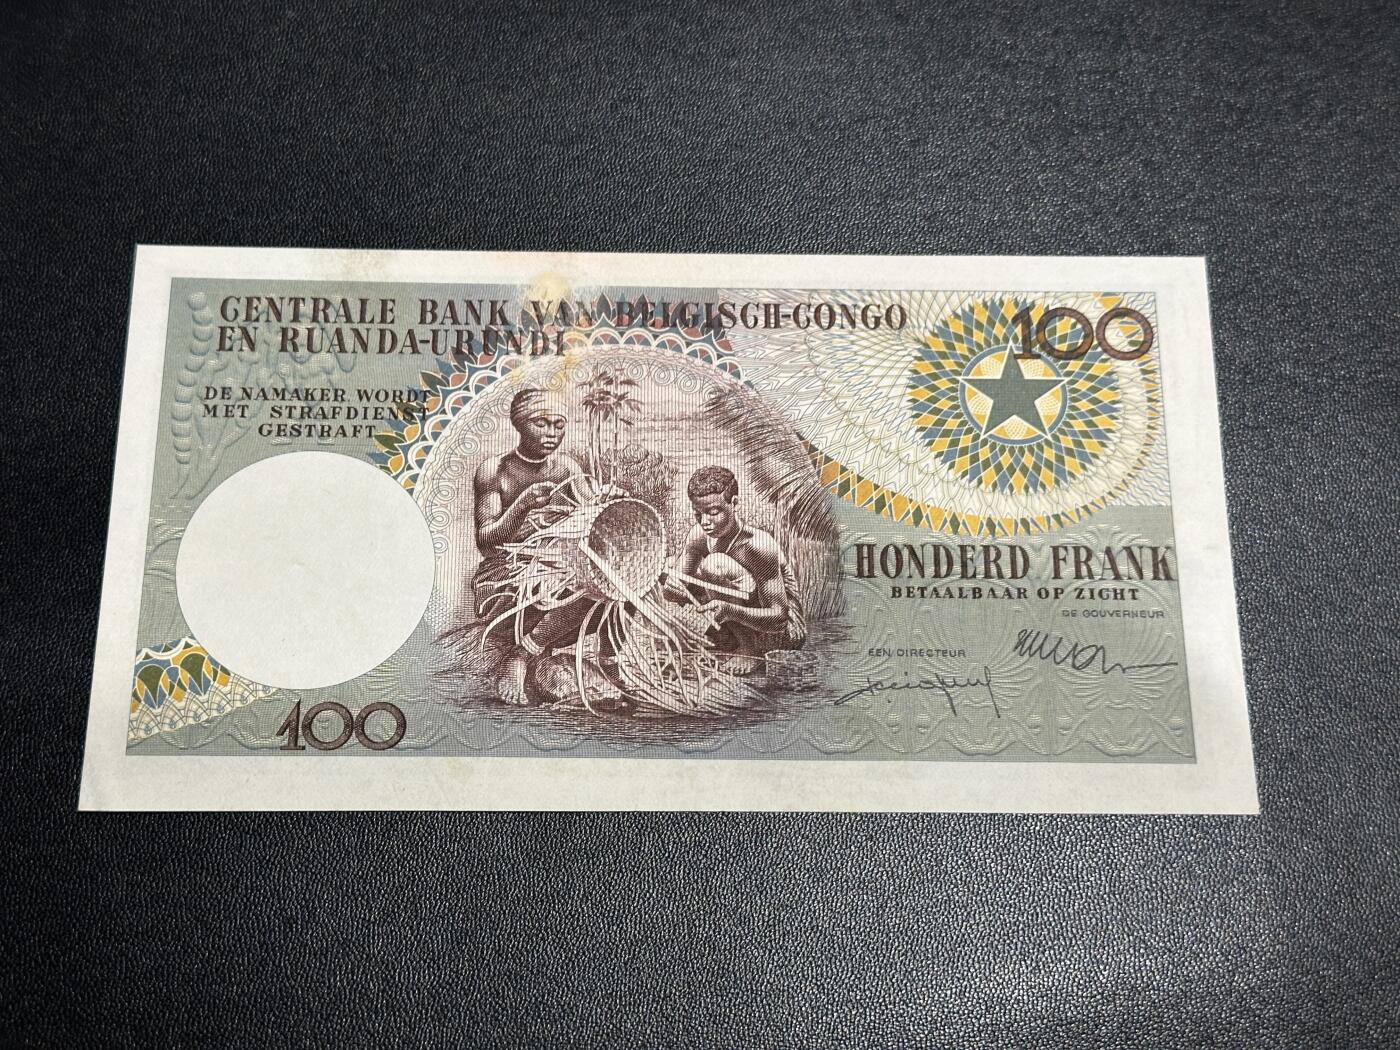 CENTRALE BANK VAN BELGISCH-CONGO
EN RUANDA-URUNDI
100
DE NAMAKER WORDT
MET STRAFDIENST
GESTRAFT
HONDERD FRANK
BETAALBAAR OP ZICHT
DE GOUVERNEUR
EEN DIRECTEUR
100